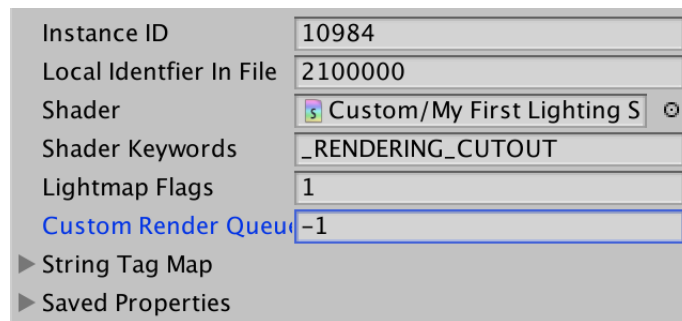 Instance ID 10984
Local Identfier In File 2100000
Shader Custom/My First Lighting S
Shader Keywords _RENDERING_CUTOUT
Lightmap Flags 1
Custom Render Queu -1
String Tag Map
Saved Properties